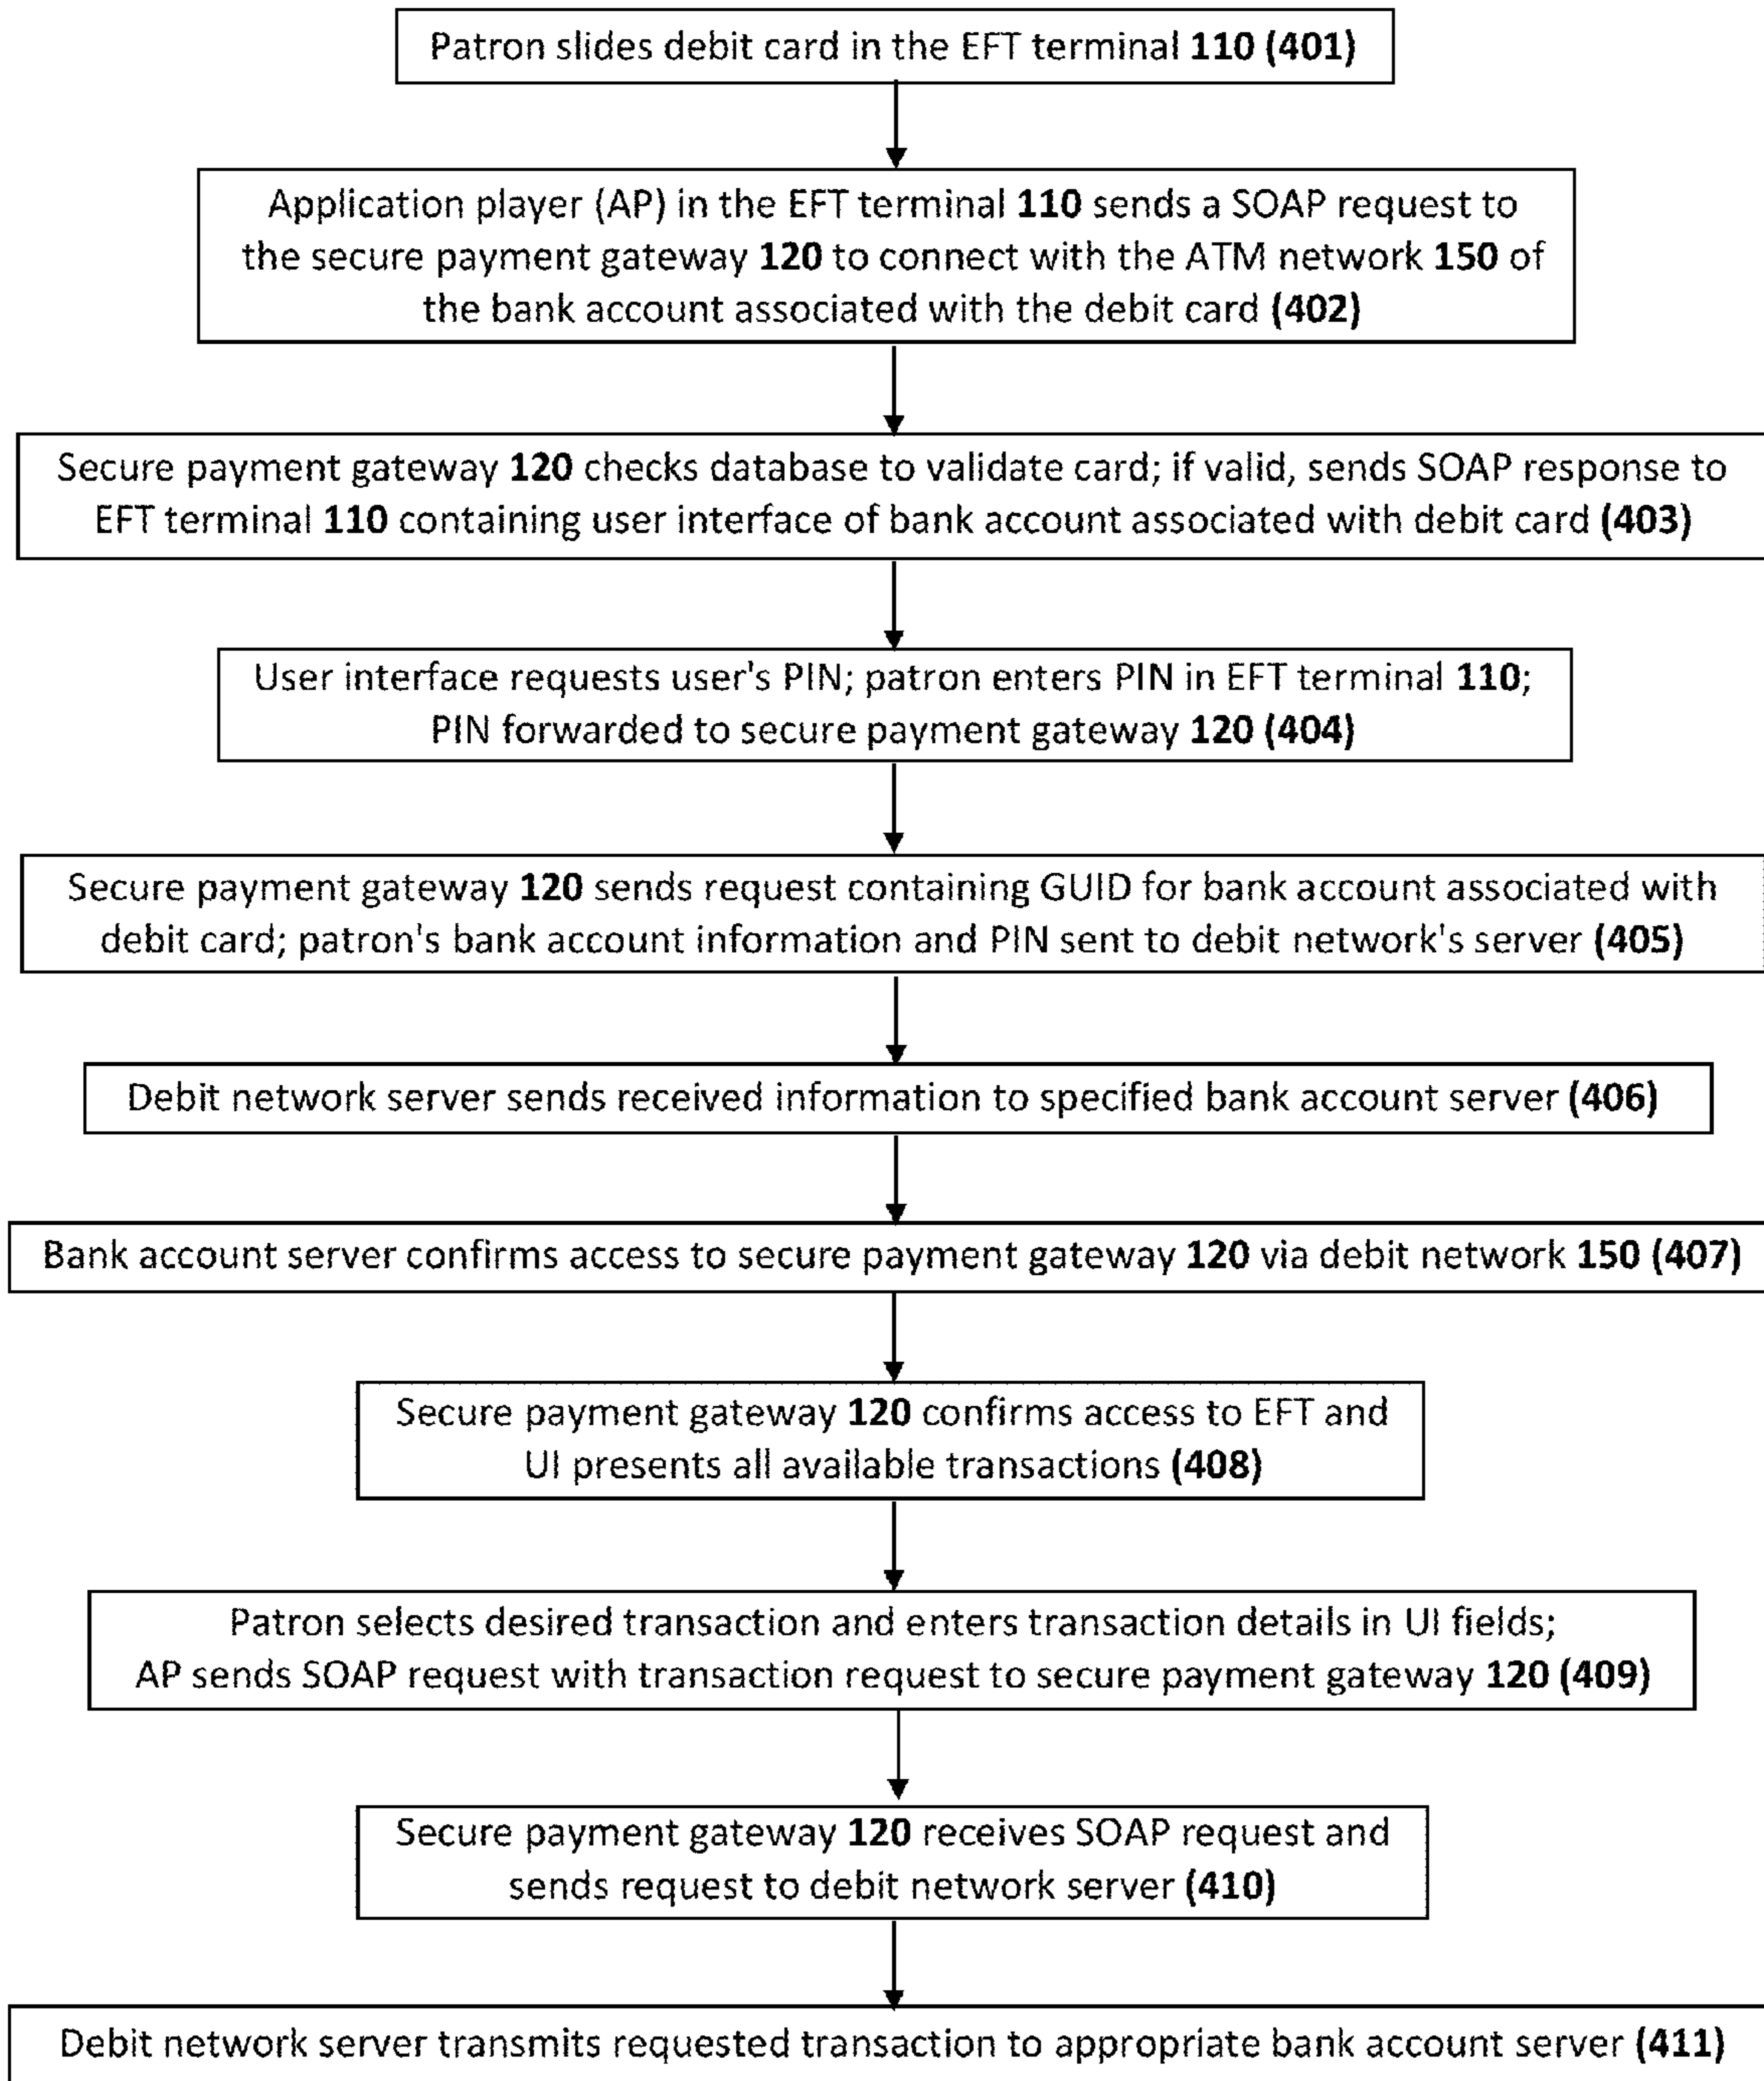 Patron slides debit card in the EFT terminal 110 (401)
Application player (AP) in the EFT terminal 110 sends a SOAP request to
the secure payment gateway 120 to connect with the ATM network 150 of
the bank account associated with the debit card (402)
Secure payment gateway 120 checks database to validate card; if valid, sends SOAP response to
EFT terminal 110 containing user interface of bank account associated with debit card (403)
User interface requests user's PIN; patron enters PIN in EFT terminal 110;
PIN forwarded to secure payment gateway 120 (404)
Secure payment gateway 120 sends request containing GUID for bank account associated with
debit card; patron's bank account information and PIN sent to debit network's server (405)
Debit network server sends received information to specified bank account server (406)
Bank account server confirms access to secure payment gateway 120 via debit network 150 (407)
Secure payment gateway 120 confirms access to EFT and
UI presents all available transactions (408)
Patron selects desired transaction and enters transaction details in UI fields;
AP sends SOAP request with transaction request to secure payment gateway 120 (409)
Secure payment gateway 120 receives SOAP request and
sends request to debit network server (410)
Debit network server transmits requested transaction to appropriate bank account server (411)